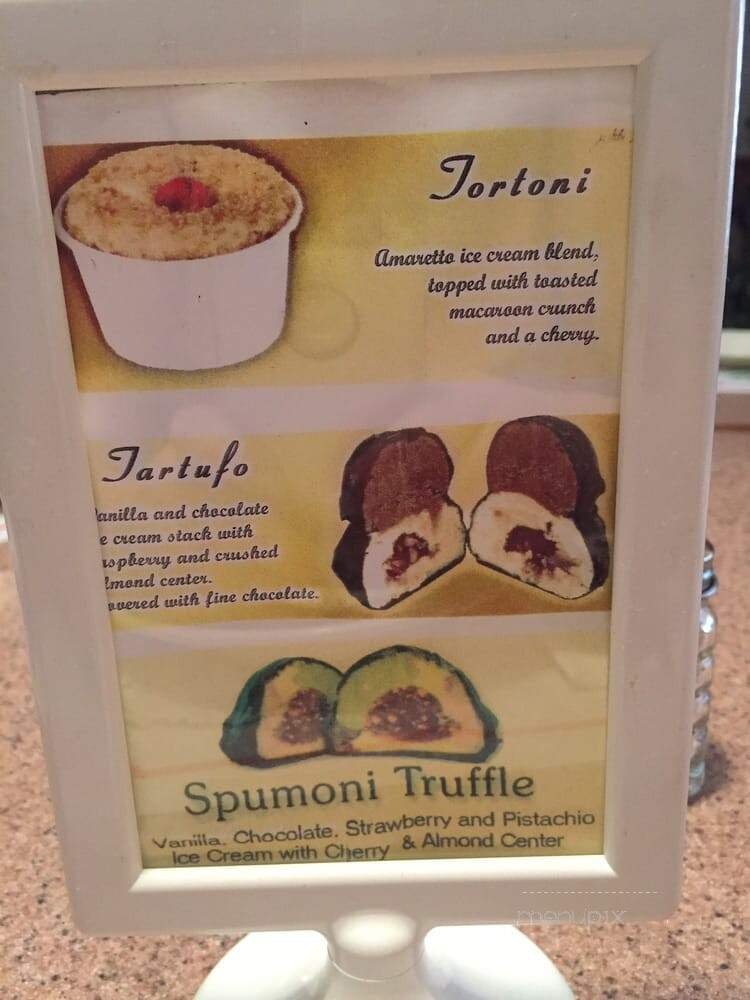 Tortoni
Amaretto ice cream blend,
topped with toasted
macaroon crunch
and a cherry.
Tartufo
anilla and chocolate
e cream stack with
aspberry and crushed
lmond center.
overed with fine chocolate.
Spumoni Truffle
Vanilla, Chocolate, Strawberry and Pistachio
Ice Cream with Cherry & Almond Center
menupix